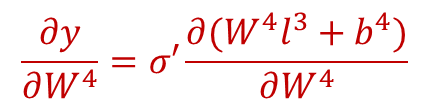 ∂y/∂W⁴ = σ′ ∂(W⁴l³ + b⁴)/∂W⁴